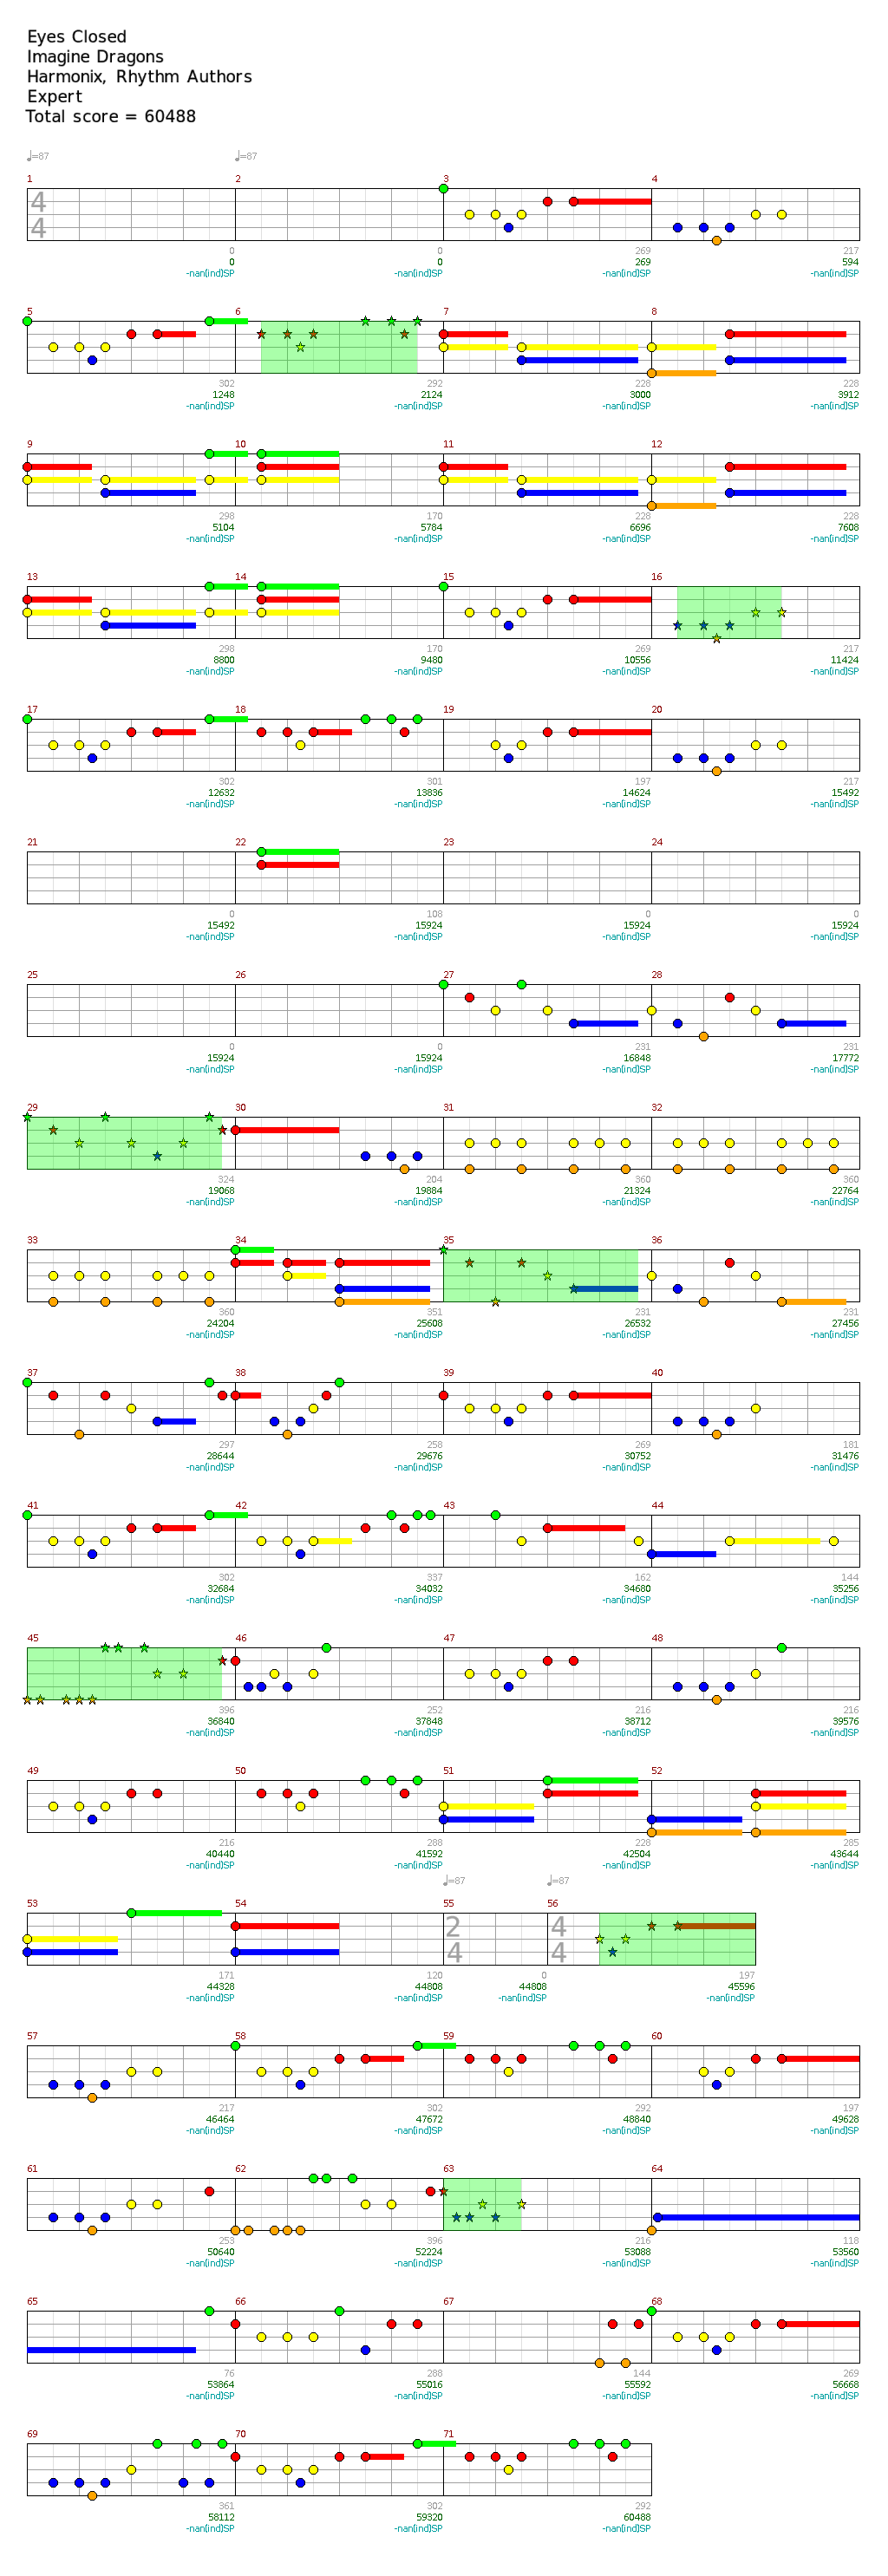 Eyes Closed
Imagine Dragons
Harmonix, Rhythm Authors
Expert
Total score = 60488
♩=87 ♩=87
1 2 3 4
4
4
0 0 269 217
0 0 269 594
-nan(ind)SP -nan(ind)SP -nan(ind)SP -nan(ind)SP
5 6 7 8
302 292 228 228
1248 2124 3000 3912
-nan(ind)SP -nan(ind)SP -nan(ind)SP -nan(ind)SP
9 10 11 12
298 170 228 228
5104 5784 6696 7608
-nan(ind)SP -nan(ind)SP -nan(ind)SP -nan(ind)SP
13 14 15 16
298 170 269 217
8800 9480 10556 11424
-nan(ind)SP -nan(ind)SP -nan(ind)SP -nan(ind)SP
17 18 19 20
302 301 197 217
12632 13836 14624 15492
-nan(ind)SP -nan(ind)SP -nan(ind)SP -nan(ind)SP
21 22 23 24
0 108 0 0
15492 15924 15924 15924
-nan(ind)SP -nan(ind)SP -nan(ind)SP -nan(ind)SP
25 26 27 28
0 0 231 231
15924 15924 16848 17772
-nan(ind)SP -nan(ind)SP -nan(ind)SP -nan(ind)SP
29 30 31 32
324 204 360 360
19068 19884 21324 22764
-nan(ind)SP -nan(ind)SP -nan(ind)SP -nan(ind)SP
33 34 35 36
360 351 231 231
24204 25608 26532 27456
-nan(ind)SP -nan(ind)SP -nan(ind)SP -nan(ind)SP
37 38 39 40
297 258 269 181
28644 29676 30752 31476
-nan(ind)SP -nan(ind)SP -nan(ind)SP -nan(ind)SP
41 42 43 44
302 337 162 144
32684 34032 34680 35256
-nan(ind)SP -nan(ind)SP -nan(ind)SP -nan(ind)SP
45 46 47 48
396 252 216 216
36840 37848 38712 39576
-nan(ind)SP -nan(ind)SP -nan(ind)SP -nan(ind)SP
49 50 51 52
216 288 228 285
40440 41592 42504 43644
-nan(ind)SP -nan(ind)SP -nan(ind)SP -nan(ind)SP
♩=87 ♩=87
53 54 55 56
2 4
4 4
171 120 0 197
44328 44808 44808 45596
-nan(ind)SP -nan(ind)SP -nan(ind)SP -nan(ind)SP
57 58 59 60
217 302 292 197
46464 47672 48840 49628
-nan(ind)SP -nan(ind)SP -nan(ind)SP -nan(ind)SP
61 62 63 64
253 396 216 118
50640 52224 53088 53560
-nan(ind)SP -nan(ind)SP -nan(ind)SP -nan(ind)SP
65 66 67 68
76 288 144 269
53864 55016 55592 56668
-nan(ind)SP -nan(ind)SP -nan(ind)SP -nan(ind)SP
69 70 71
361 302 292
58112 59320 60488
-nan(ind)SP -nan(ind)SP -nan(ind)SP